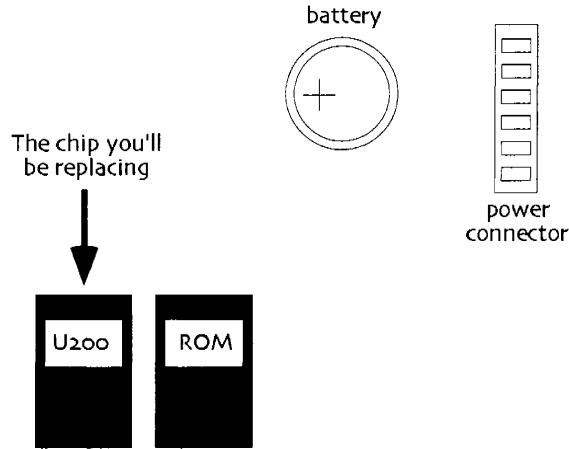 battery
The chip you'll
be replacing
power
connector
U200
ROM